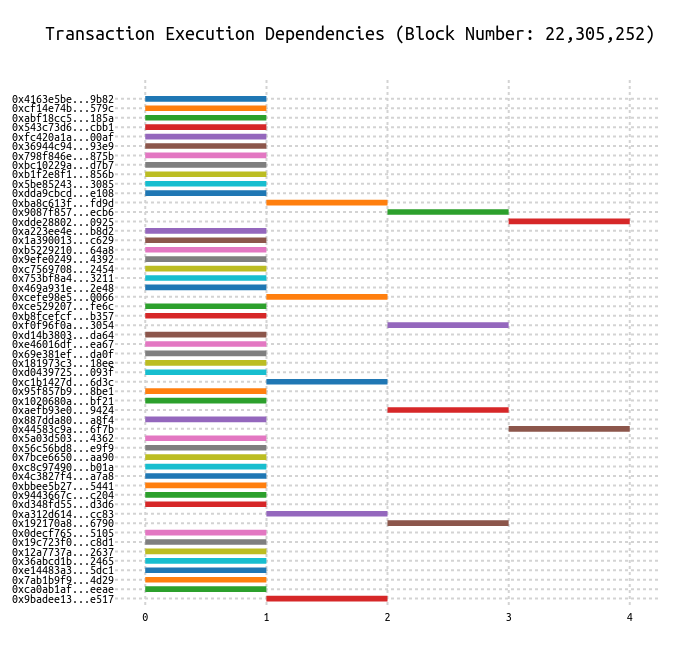 Transaction Execution Dependencies (Block Number: 22,305,252)
0x4163e5be...9b82
0xcf14e74b...579c
0xabf18cc5...185a
0x543c73d6...cbb1
0xfc420a1a...00af
0x36944c94...93e9
0x798f846e...875b
0xbc10229a...d7b7
0xb1f2e8f1...856b
0x5be85243...3085
0xdda9cbcd...e108
0xba8c613f...fd9d
0x9087f857...ecb6
0xdde28802...0925
0xa223ee4e...b8d2
0x1a390013...c629
0xb5229210...64a8
0x9efe0249...4392
0xc7569708...2454
0x753bf8a4...3211
0x469a931e...2e48
0xcefe98e5...0066
0xce529207...fe6c
0xb8fcefcf...b357
0xf0f96f0a...3054
0xd14b3803...da64
0xe46016df...ea67
0x69e381ef...da0f
0x181973c3...18ee
0xd0439725...093f
0xc1b1427d...6d3c
0x95f857b9...8be1
0x1020680a...bf21
0xaefb93e0...9424
0x887dda80...a8f4
0x44583c9a...6f7b
0x5a03d503...4362
0x56c56bd8...e9f9
0x7bce6650...aa90
0xc8c97490...b01a
0x4c3827f4...a7a8
0xbbee5b27...5441
0x9443667c...c204
0xd348fd55...d3d6
0xa312d614...cc83
0x192170a8...6790
0x0decf765...5105
0x19c723f0...c8d1
0x12a7737a...2637
0x36abcd1b...2465
0xe14483a3...5dc1
0x7ab1b9f9...4d29
0xca0ab1af...eeae
0x9badee13...e517
0 1 2 3 4